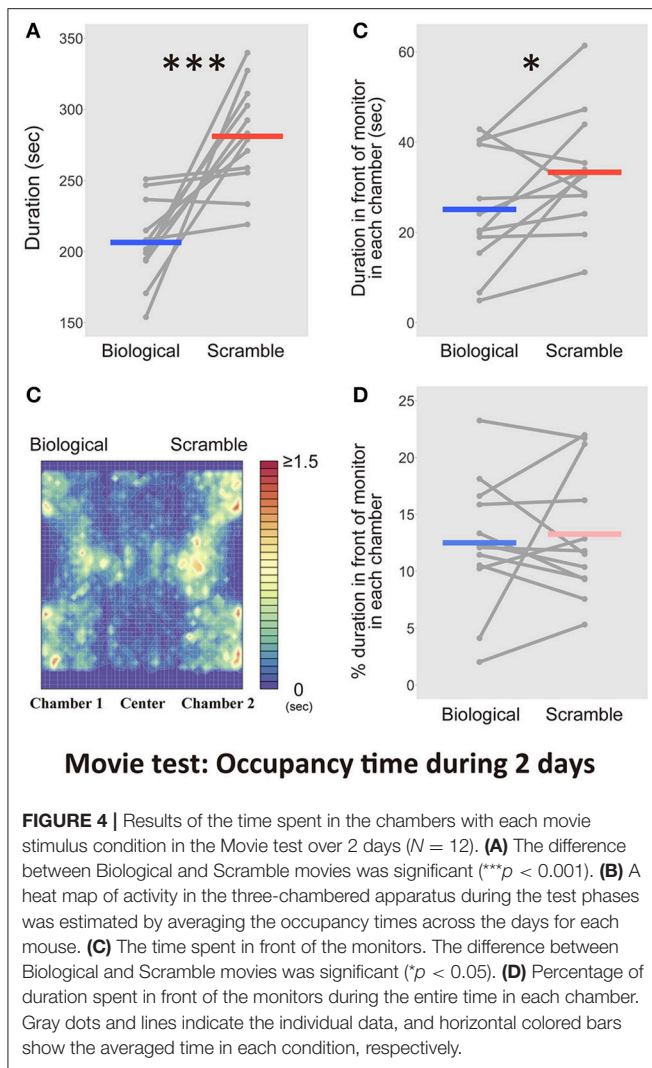 A
350
300
250
200
150
Duration (sec)
***
Biological Scramble
C
60
40
20
0
Duration in front of monitor
in each chamber (sec)
*
Biological Scramble
C
Biological Scramble
≥1.5
0
(sec)
Chamber 1 Center Chamber 2
D
25
20
15
10
5
0
% duration in front of monitor
in each chamber
Biological Scramble
Movie test: Occupancy time during 2 days
FIGURE 4 | Results of the time spent in the chambers with each movie
stimulus condition in the Movie test over 2 days (N = 12). (A) The difference
between Biological and Scramble movies was significant (***p < 0.001). (B) A
heat map of activity in the three-chambered apparatus during the test phases
was estimated by averaging the occupancy times across the days for each
mouse. (C) The time spent in front of the monitors. The difference between
Biological and Scramble movies was significant (*p < 0.05). (D) Percentage of
duration spent in front of the monitors during the entire time in each chamber.
Gray dots and lines indicate the individual data, and horizontal colored bars
show the averaged time in each condition, respectively.